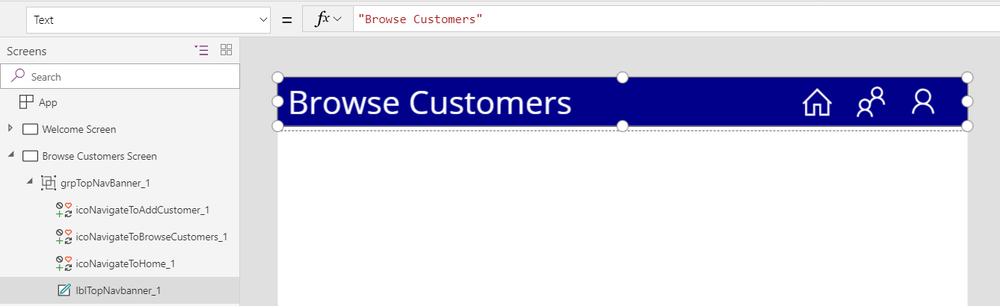 Text = fx "Browse Customers"
Screens
Search
App
Welcome Screen
Browse Customers Screen
grpTopNavBanner_1
icoNavigateToAddCustomer_1
icoNavigateToBrowseCustomers_1
icoNavigateToHome_1
lblTopNavbanner_1
Browse Customers